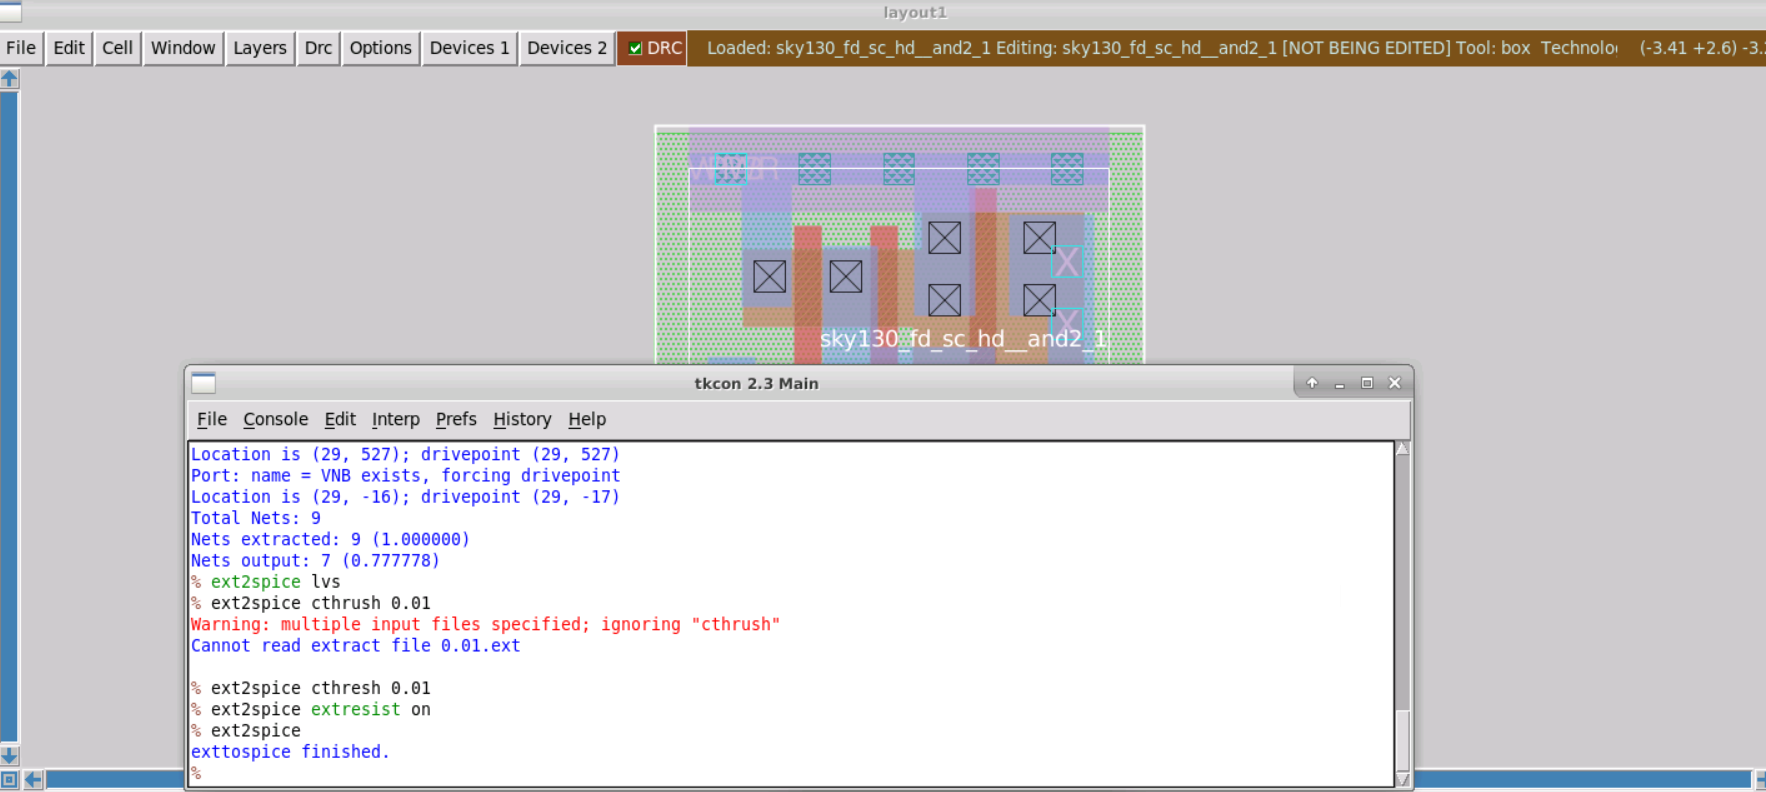 layout1
File Edit Cell Window Layers Drc Options Devices 1 Devices 2 DRC Loaded: sky130_fd_sc_hd__and2_1 Editing: sky130_fd_sc_hd__and2_1 [NOT BEING EDITED] Tool: box Technolo (-3.41 +2.6) -3.
X
X
sky130_fd_sc_hd__and2_1
tkcon 2.3 Main
File Console Edit Interp Prefs History Help
Location is (29, 527); drivepoint (29, 527)
Port: name = VNB exists, forcing drivepoint
Location is (29, -16); drivepoint (29, -17)
Total Nets: 9
Nets extracted: 9 (1.000000)
Nets output: 7 (0.777778)
% ext2spice lvs
% ext2spice cthrush 0.01
Warning: multiple input files specified; ignoring "cthrush"
Cannot read extract file 0.01.ext
% ext2spice cthresh 0.01
% ext2spice extresist on
% ext2spice
exttospice finished.
%